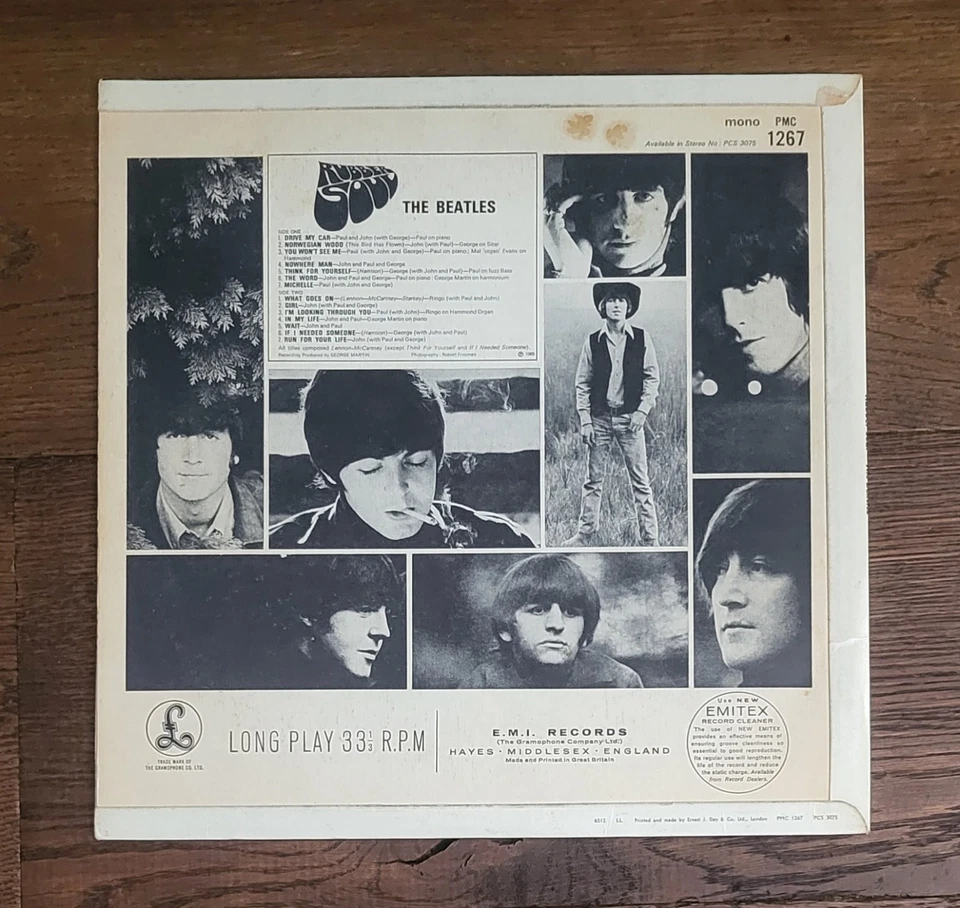 mono PMC
Available in Stereo No: PCS 3075 1267
RUBBER
SOUL
THE BEATLES
SIDE ONE
1. DRIVE MY CAR—Paul and John (with George)—Paul on piano
2. NORWEGIAN WOOD (This Bird Has Flown)—John (with Paul)—George on Sitar
3. YOU WON'T SEE ME—Paul (with John and George)—Paul on piano; Mal 'organ' Evans on
Hammond
4. NOWHERE MAN—John and Paul and George
5. THINK FOR YOURSELF—(Harrison)—George (with John and Paul)—Paul on fuzz Bass
6. THE WORD—John and Paul and George—Paul on piano: George Martin on harmonium
7. MICHELLE—Paul (with John and George)
SIDE TWO
1. WHAT GOES ON—(Lennon-McCartney-Starkey)—Ringo (with Paul and John)
2. GIRL—John (with Paul and George)
3. I'M LOOKING THROUGH YOU—Paul (with John)—Ringo on Hammond Organ
4. IN MY LIFE—John and Paul—George Martin on piano
5. WAIT—John and Paul
6. IF I NEEDED SOMEONE—(Harrison)—George (with John and Paul)
7. RUN FOR YOUR LIFE—John (with Paul and George)
All titles composed Lennon-McCartney (except Think For Yourself and If I Needed Someone).
Recording Produced by GEORGE MARTIN Photography: Robert Freeman ℗ 1965
£
TRADE MARK OF
THE GRAMOPHONE CO. LTD.
LONG PLAY 33⅓ R.P.M
E.M.I. RECORDS
(The Gramophone Company Ltd.)
HAYES · MIDDLESEX · ENGLAND
Made and Printed in Great Britain
Use NEW
EMITEX
RECORD CLEANER
The use of NEW EMITEX
provides an effective means of
ensuring groove cleanliness so
essential to good reproduction.
Its regular use will lengthen the
life of the record and reduce
the static charge. Available
from Record Dealers.
6512 LL Printed and made by Ernest J. Day & Co. Ltd., London PMC 1267 PCS 3075